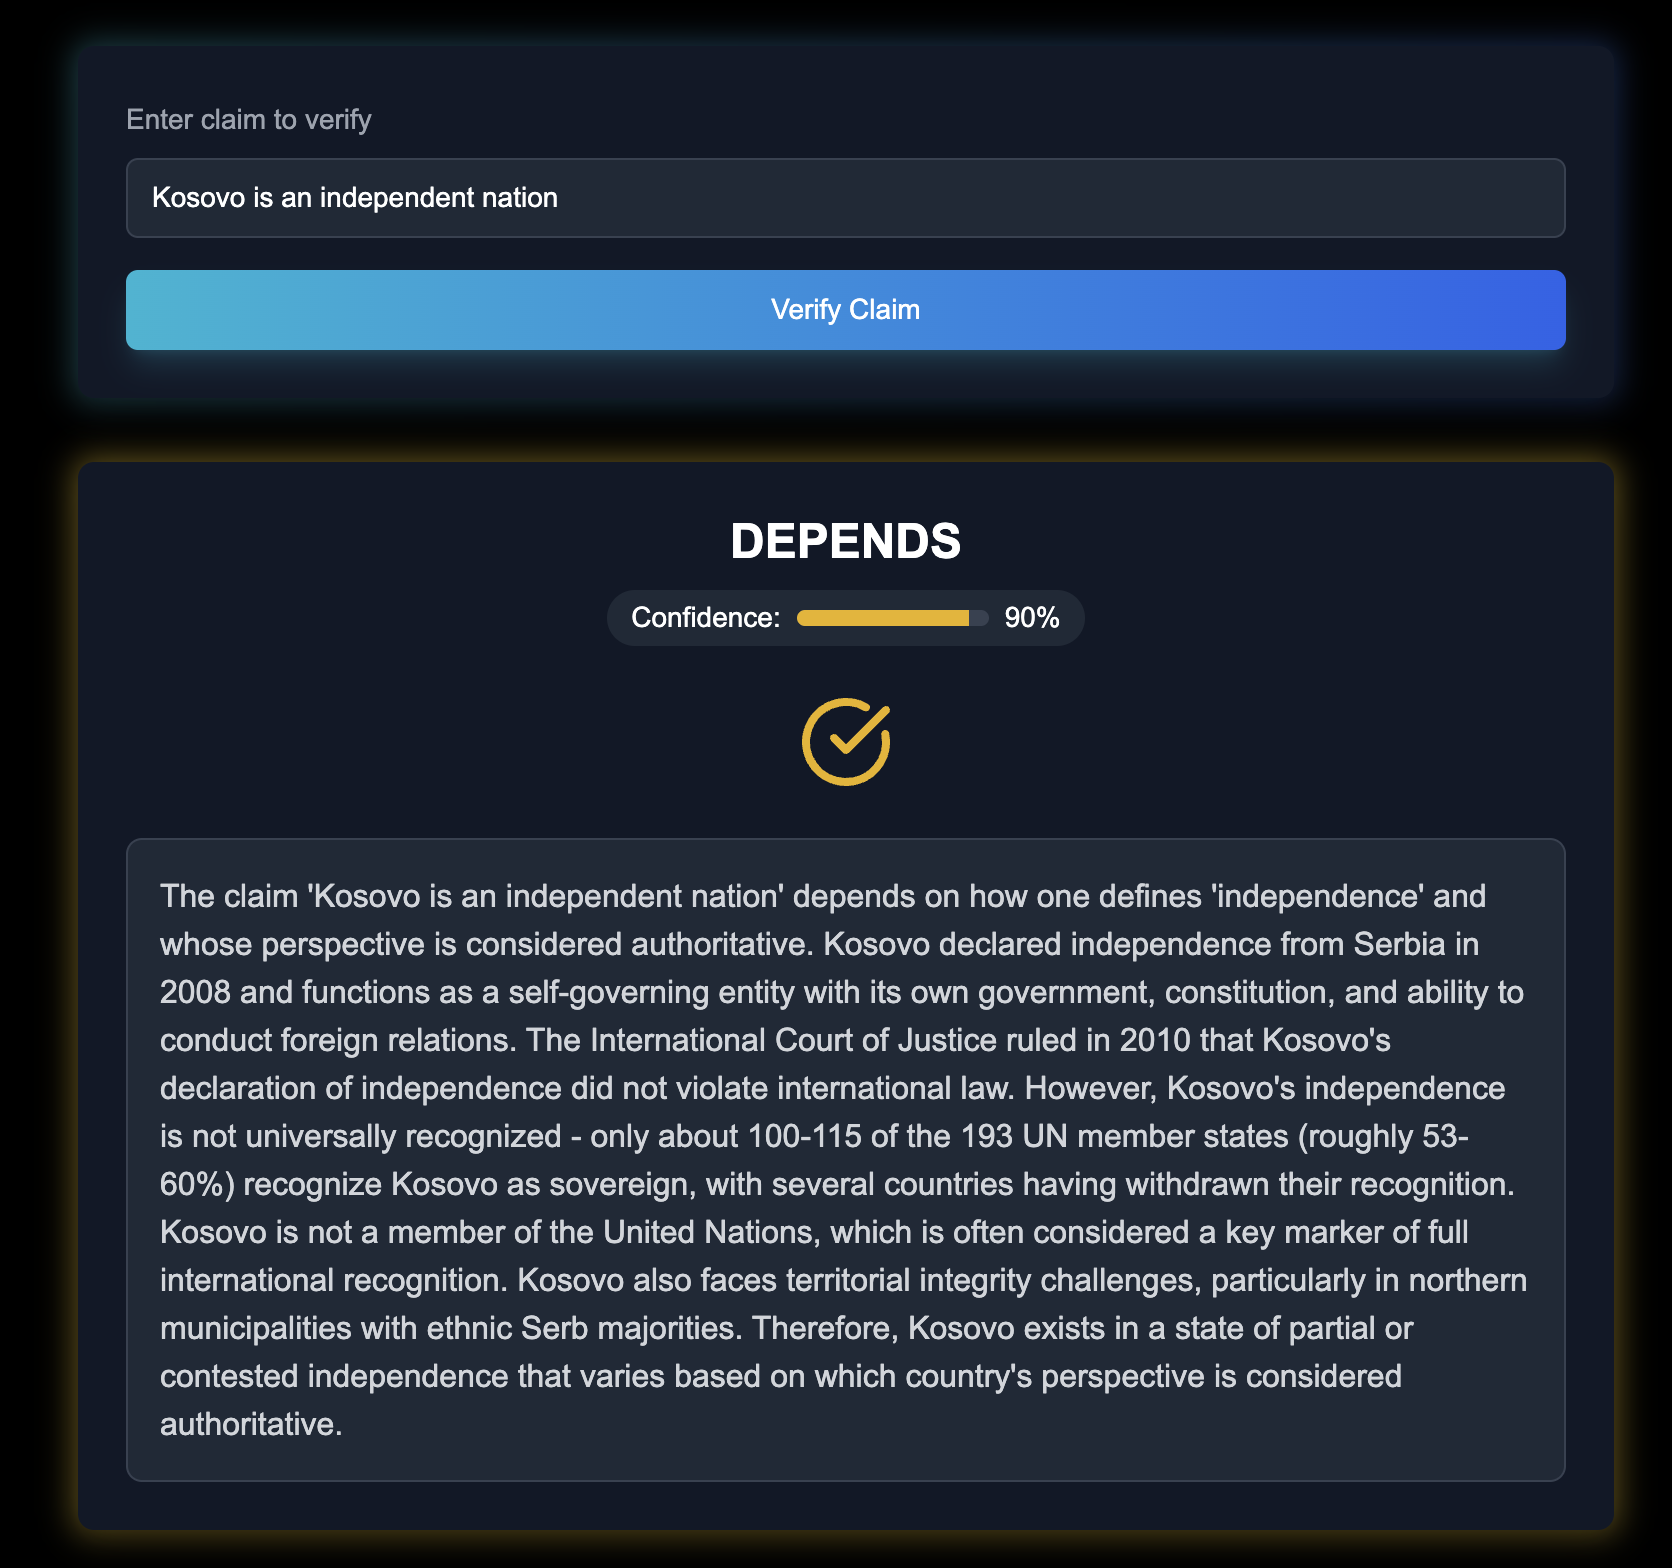 Enter claim to verify
Kosovo is an independent nation
Verify Claim
DEPENDS
Confidence: 90%
The claim 'Kosovo is an independent nation' depends on how one defines 'independence' and
whose perspective is considered authoritative. Kosovo declared independence from Serbia in
2008 and functions as a self-governing entity with its own government, constitution, and ability to
conduct foreign relations. The International Court of Justice ruled in 2010 that Kosovo's
declaration of independence did not violate international law. However, Kosovo's independence
is not universally recognized - only about 100-115 of the 193 UN member states (roughly 53-
60%) recognize Kosovo as sovereign, with several countries having withdrawn their recognition.
Kosovo is not a member of the United Nations, which is often considered a key marker of full
international recognition. Kosovo also faces territorial integrity challenges, particularly in northern
municipalities with ethnic Serb majorities. Therefore, Kosovo exists in a state of partial or
contested independence that varies based on which country's perspective is considered
authoritative.